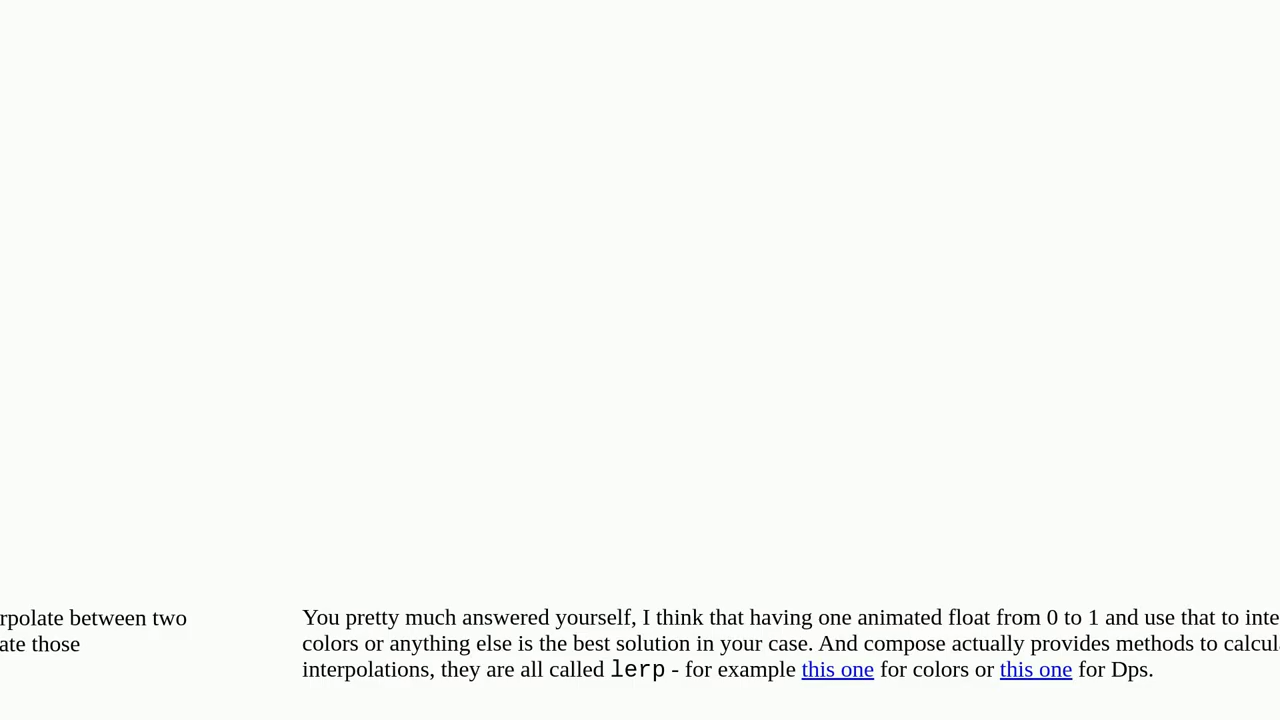 rpolate between two
ate those
You pretty much answered yourself, I think that having one animated float from 0 to 1 and use that to inte
colors or anything else is the best solution in your case. And compose actually provides methods to calcul
interpolations, they are all called lerp - for example this one for colors or this one for Dps.